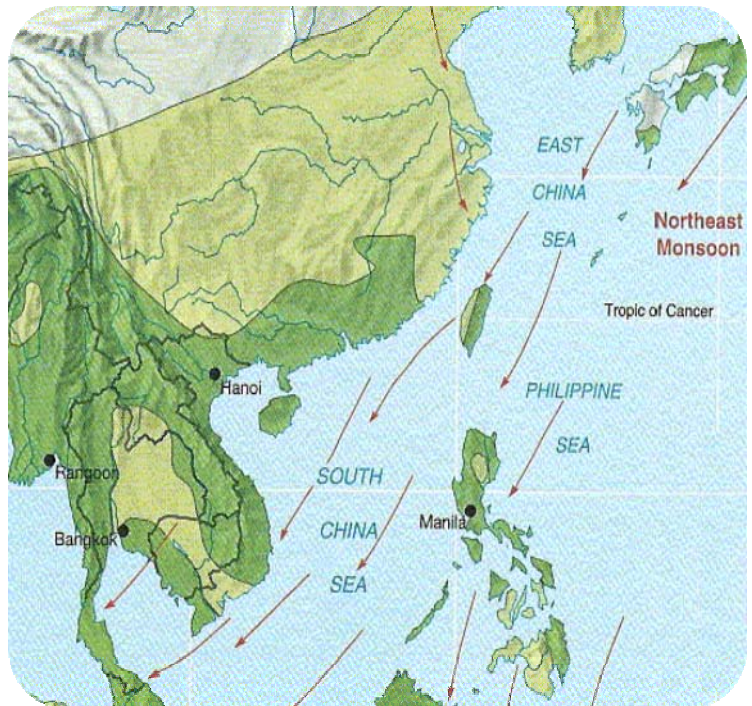 EAST
CHINA
SEA
Northeast
Monsoon
Tropic of Cancer
Hanoi
PHILIPPINE
SEA
Rangoon
SOUTH
CHINA
SEA
Manila
Bangkok